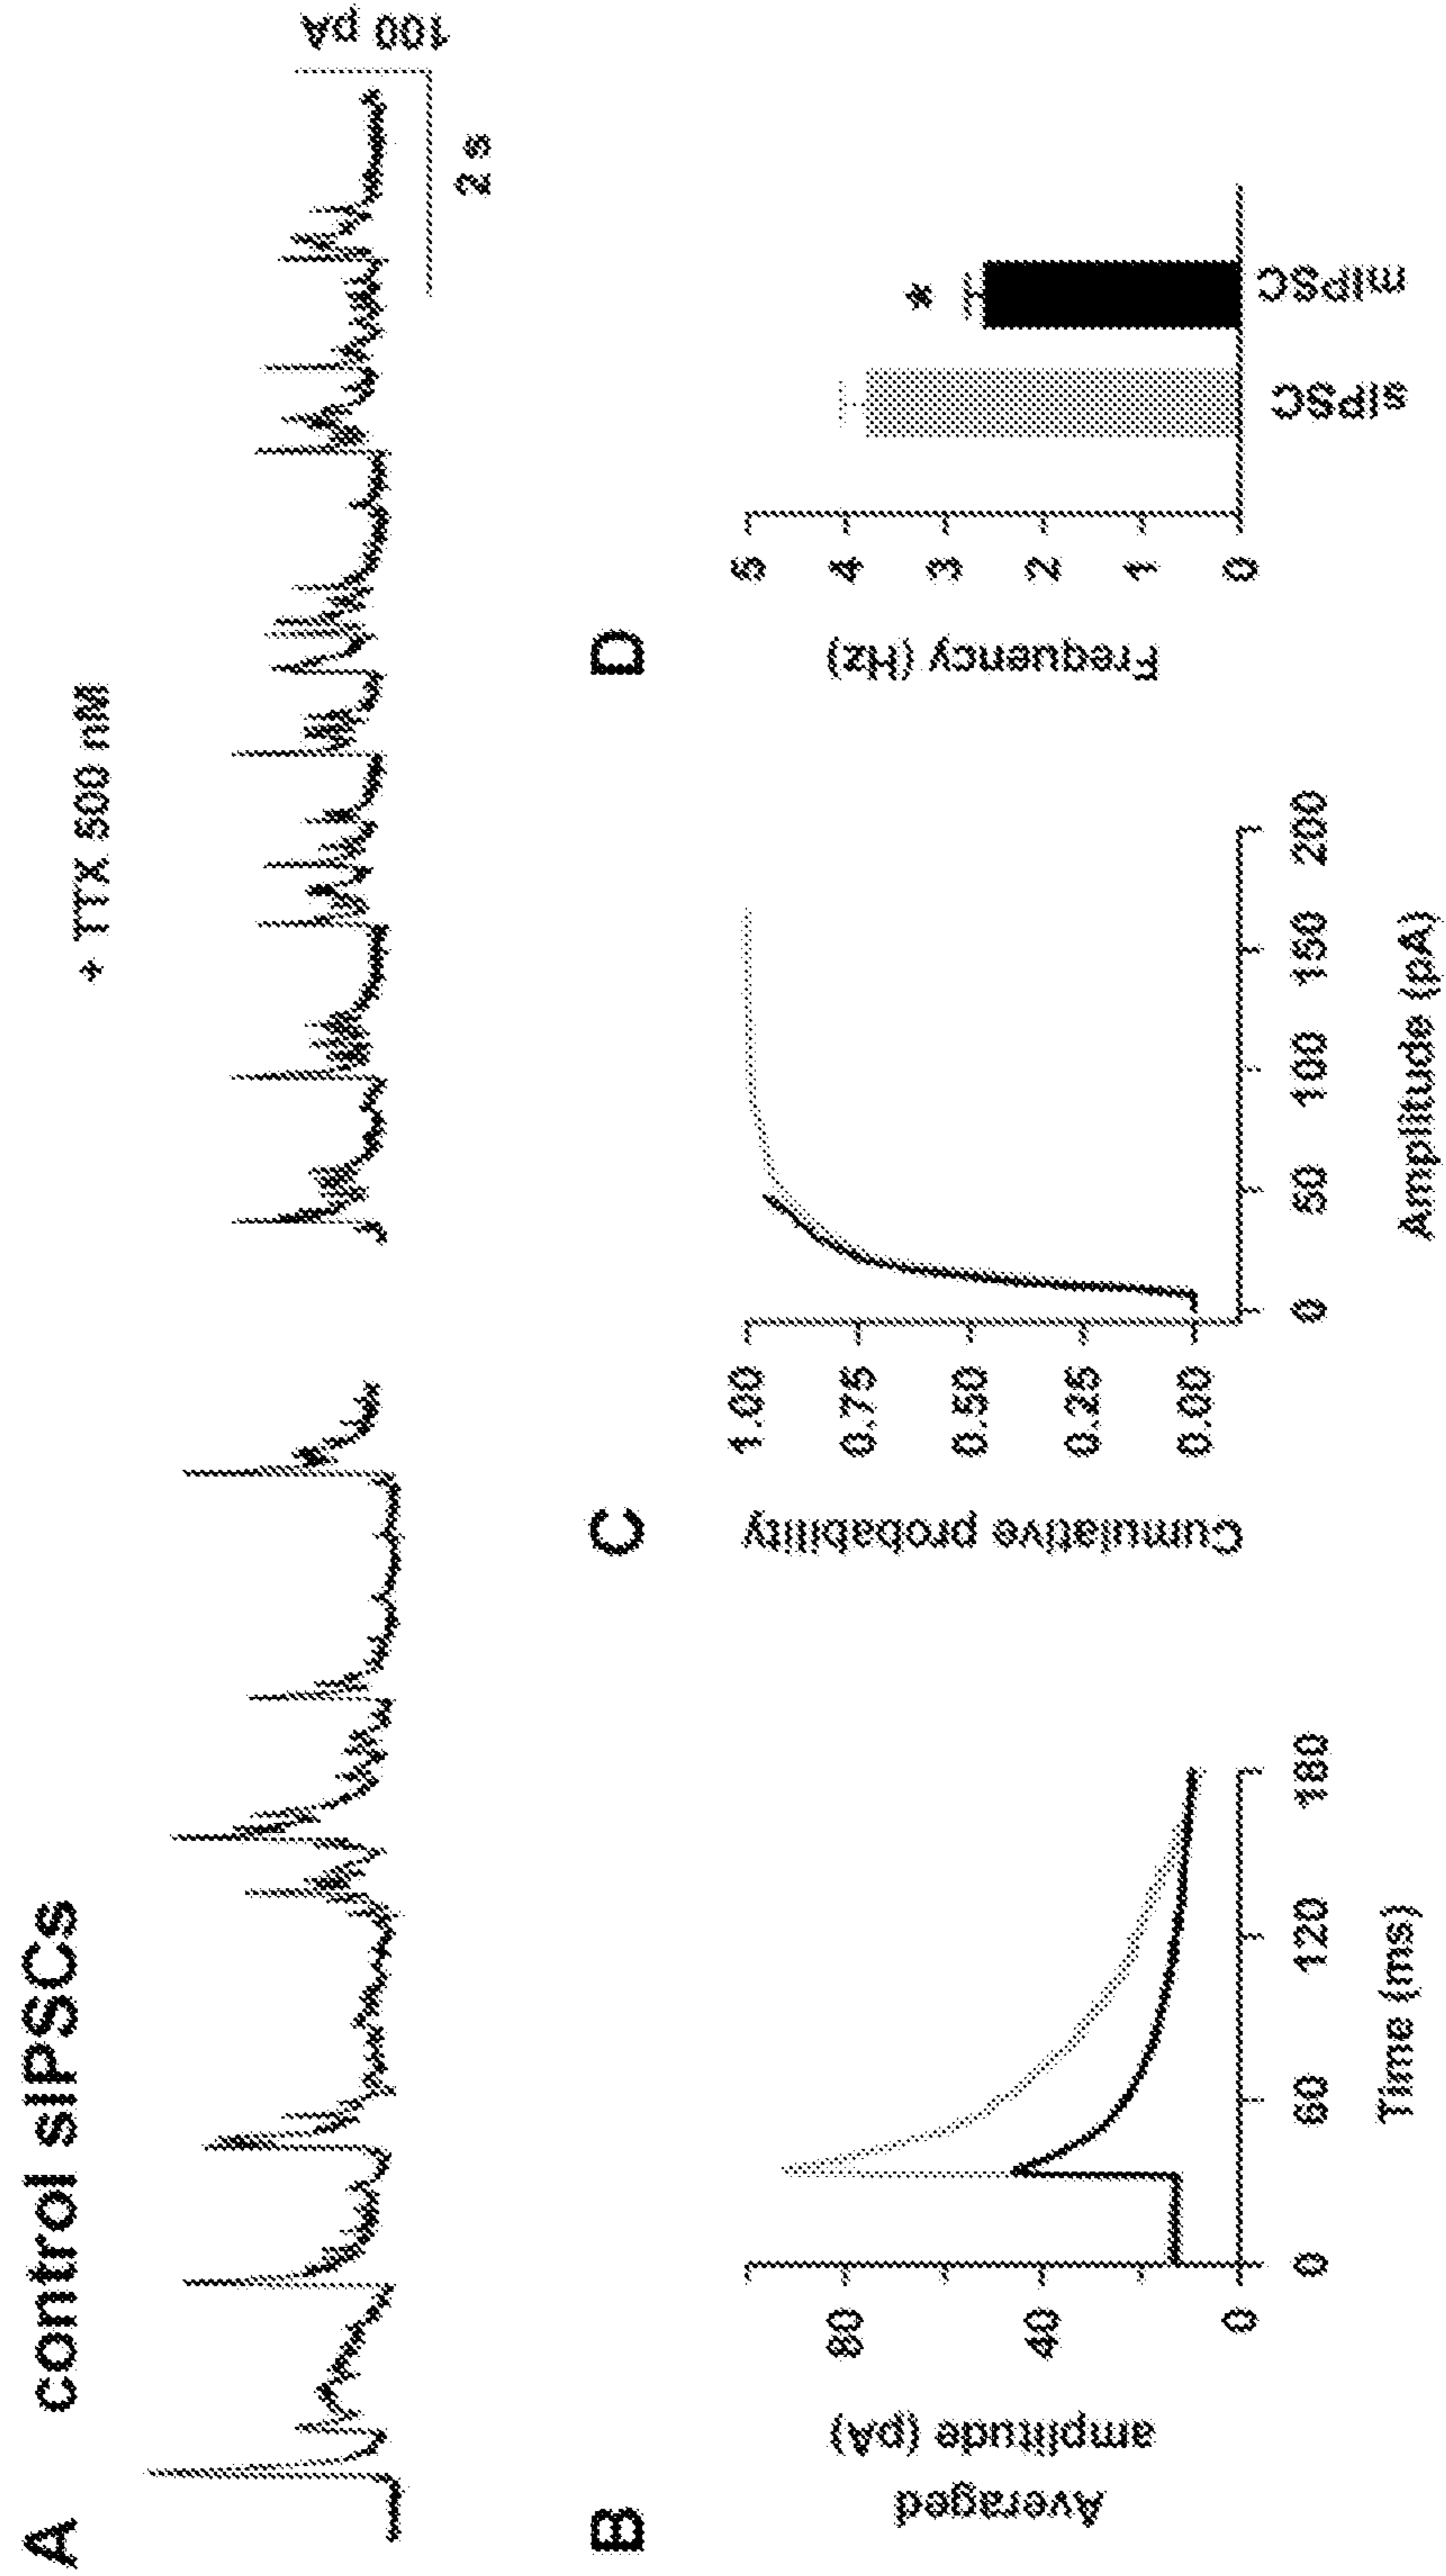 A control sIPSCs
+ TTX 500 nM
100 pA
2 s
B
Averaged
amplitude (pA)
80
40
0
0 60 120 180
Time (ms)
C
Cumulative probability
1.00
0.75
0.50
0.25
0.00
0 50 100 150 200
Amplitude (pA)
D
Frequency (Hz)
5
4
3
2
1
0
*
sIPSC mIPSC